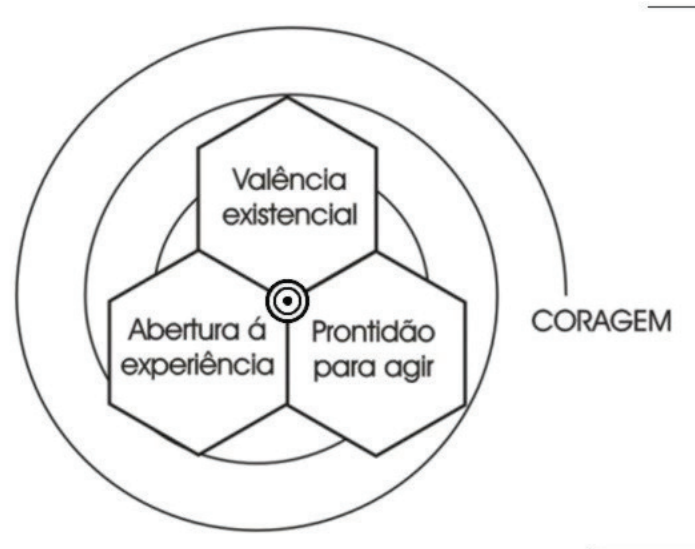 Valência
existencial
Abertura á
experiência
Prontidão
para agir
CORAGEM